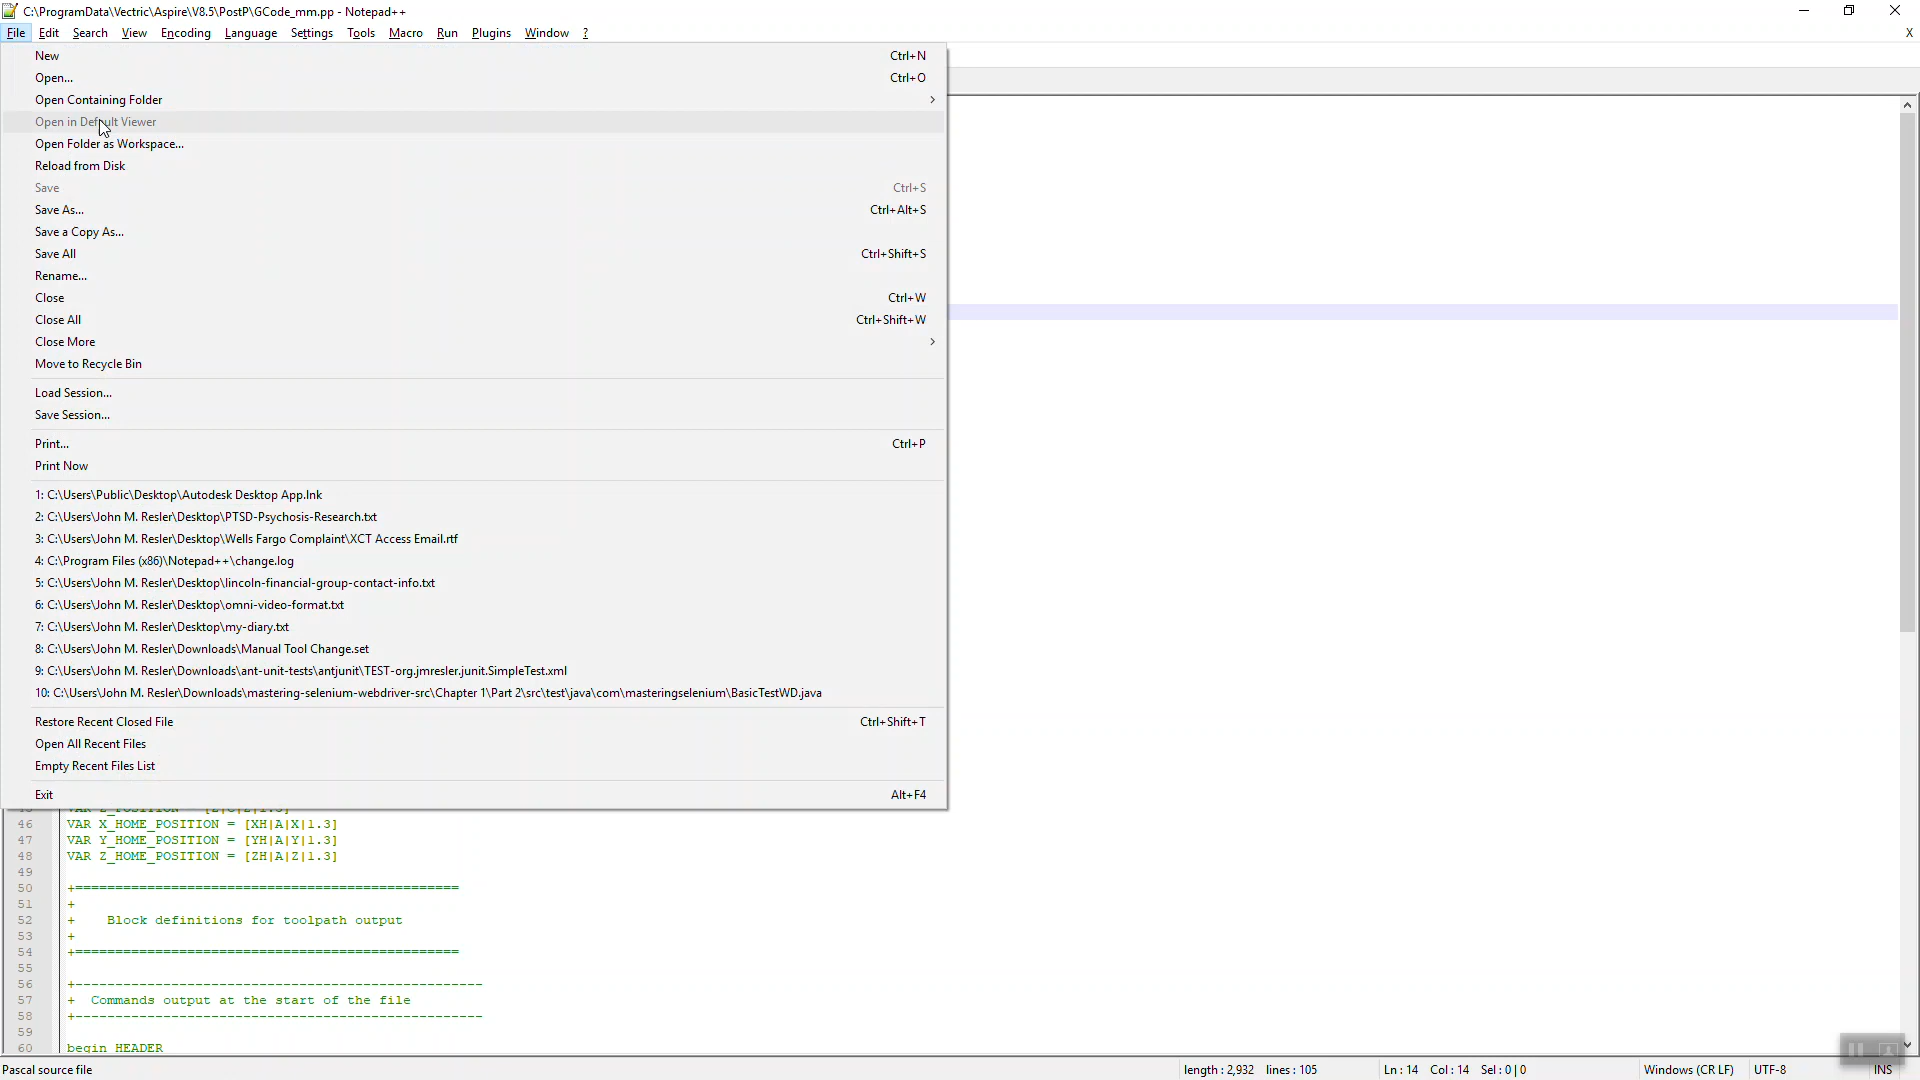 C:\ProgramData\Vectric\Aspire\V8.5\PostP\GCode_mm.pp - Notepad++
File Edit Search View Encoding Language Settings Tools Macro Run Plugins Window ? X
New Ctrl+N
Open... Ctrl+O
Open Containing Folder >
Open in Default Viewer
Open Folder as Workspace...
Reload from Disk
Save Ctrl+S
Save As... Ctrl+Alt+S
Save a Copy As...
Save All Ctrl+Shift+S
Rename...
Close Ctrl+W
Close All Ctrl+Shift+W
Close More >
Move to Recycle Bin
Load Session...
Save Session...
Print... Ctrl+P
Print Now
1: C:\Users\Public\Desktop\Autodesk Desktop App.lnk
2: C:\Users\John M. Resler\Desktop\PTSD-Psychosis-Research.txt
3: C:\Users\John M. Resler\Desktop\Wells Fargo Complaint\XCT Access Email.rtf
4: C:\Program Files (x86)\Notepad++\change.log
5: C:\Users\John M. Resler\Desktop\lincoln-financial-group-contact-info.txt
6: C:\Users\John M. Resler\Desktop\omni-video-format.txt
7: C:\Users\John M. Resler\Desktop\my-diary.txt
8: C:\Users\John M. Resler\Downloads\Manual Tool Change.set
9: C:\Users\John M. Resler\Downloads\ant-unit-tests\antjunit\TEST-org.jmresler.junit.SimpleTest.xml
10: C:\Users\John M. Resler\Downloads\mastering-selenium-webdriver-src\Chapter 1\Part 2\src\test\java\com\masteringselenium\BasicTestWD.java
Restore Recent Closed File Ctrl+Shift+T
Open All Recent Files
Empty Recent Files List
Exit Alt+F4
46 VAR X_HOME_POSITION = [XH|A|X|1.3]
47 VAR Y_HOME_POSITION = [YH|A|Y|1.3]
48 VAR Z_HOME_POSITION = [ZH|A|Z|1.3]
49
50 +================================================
51 +
52 + Block definitions for toolpath output
53 +
54 +================================================
55
56 +---------------------------------------------------
57 + Commands output at the start of the file
58 +---------------------------------------------------
59
60 begin HEADER
Pascal source file length : 2,932 lines : 105 Ln : 14 Col : 14 Sel : 0 | 0 Windows (CR LF) UTF-8 INS